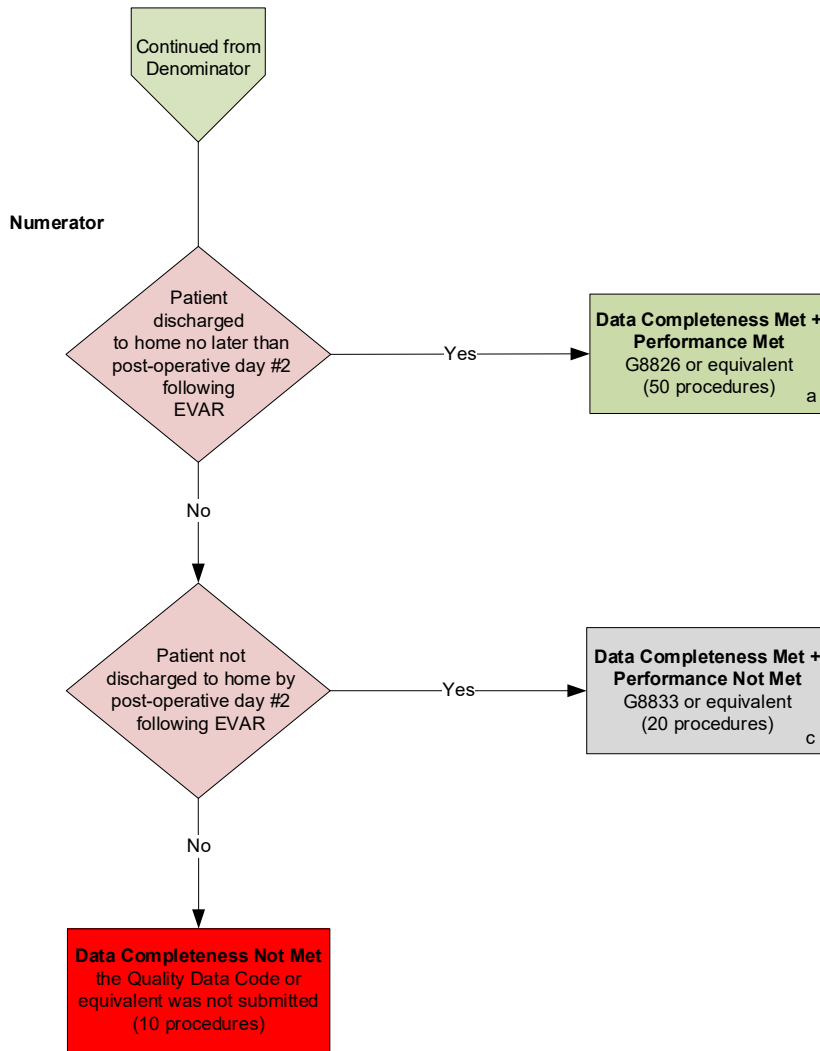 Continued from
Denominator
Numerator
Patient
discharged
to home no later than
post-operative day #2
following
EVAR
Yes
Data Completeness Met +
Performance Met
G8826 or equivalent
(50 procedures)
a
No
Patient not
discharged to home by
post-operative day #2
following EVAR
Yes
Data Completeness Met +
Performance Not Met
G8833 or equivalent
(20 procedures)
c
No
Data Completeness Not Met
the Quality Data Code or
equivalent was not submitted
(10 procedures)